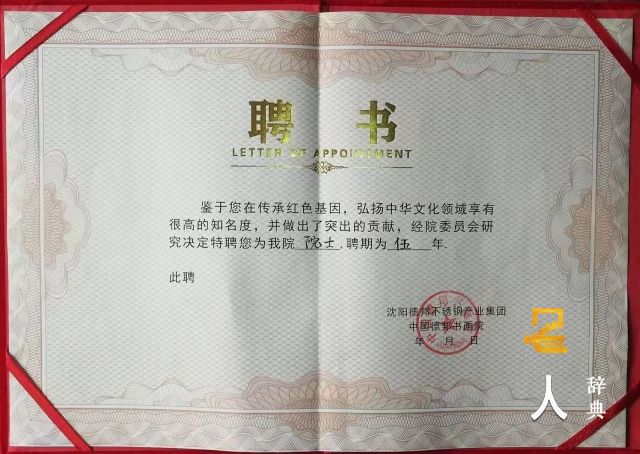 聘 书
LETTER OF APPOINTMENT
鉴于您在传承红色基因，弘扬中华文化领域享有
很高的知名度，并做出了突出的贡献，经院委员会研
究决定特聘您为我院 院士.聘期为 伍 年.
此聘
沈阳德邦不锈钢产业集团
中国德邦书画院
年 月 日
名人
辞典